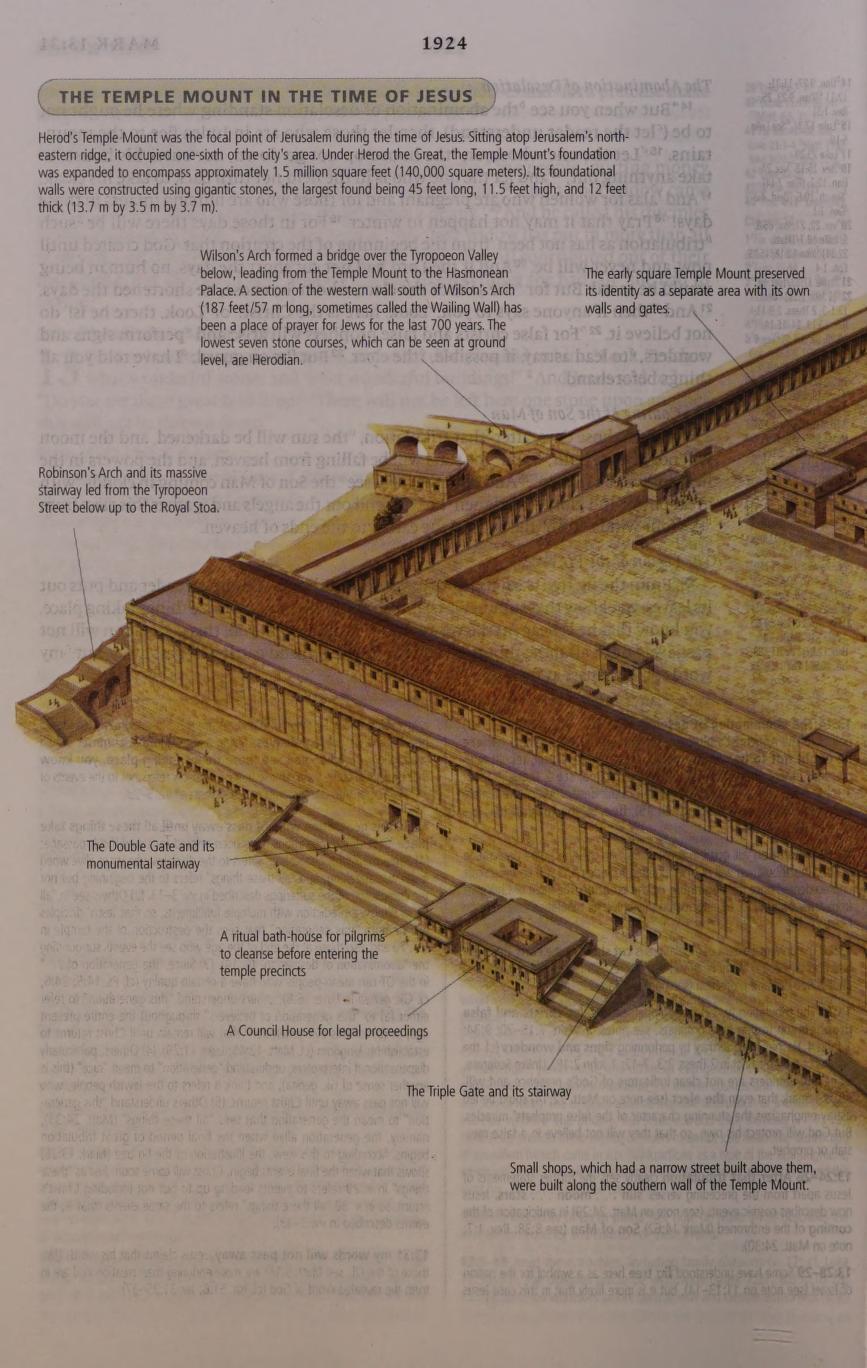 1924
THE TEMPLE MOUNT IN THE TIME OF JESUS
Herod's Temple Mount was the focal point of Jerusalem during the time of Jesus. Sitting atop Jerusalem's north-
eastern ridge, it occupied one-sixth of the city's area. Under Herod the Great, the Temple Mount's foundation
was expanded to encompass approximately 1.5 million square feet (140,000 square meters). Its foundational
walls were constructed using gigantic stones, the largest found being 45 feet long, 11.5 feet high, and 12 feet
thick (13.7 m by 3.5 m by 3.7 m).
Wilson's Arch formed a bridge over the Tyropoeon Valley
below, leading from the Temple Mount to the Hasmonean
Palace. A section of the western wall south of Wilson's Arch
(187 feet/57 m long, sometimes called the Wailing Wall) has
been a place of prayer for Jews for the last 700 years. The
lowest seven stone courses, which can be seen at ground
level, are Herodian.
The early square Temple Mount preserved
its identity as a separate area with its own
walls and gates.
Robinson's Arch and its massive
stairway led from the Tyropoeon
Street below up to the Royal Stoa.
The Double Gate and its
monumental stairway
A ritual bath-house for pilgrims
to cleanse before entering the
temple precincts
A Council House for legal proceedings
The Triple Gate and its stairway
Small shops, which had a narrow street built above them,
were built along the southern wall of the Temple Mount.